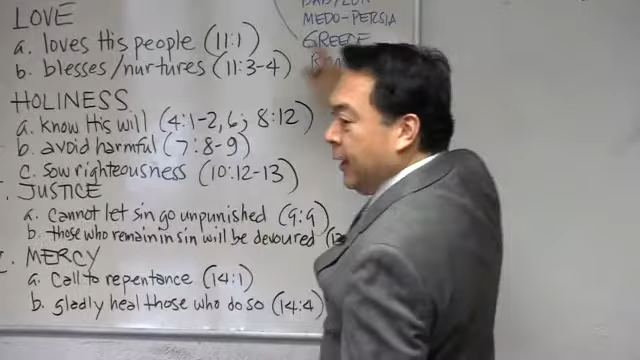 LOVE
a. loves His people (11:1)
b. blesses/nurtures (11:3-4)
HOLINESS
a. know His will (4:1-2, 6; 8:12)
b. avoid harmful (7:8-9)
c. sow righteousness (10:12-13)
JUSTICE
a. cannot let sin go unpunished (9:9)
b. those who remain in sin will be devoured
MERCY
a. Call to repentance (14:1)
b. gladly heal those who do so (14:4)
BABYLON
MEDO-PERSIA
GREECE